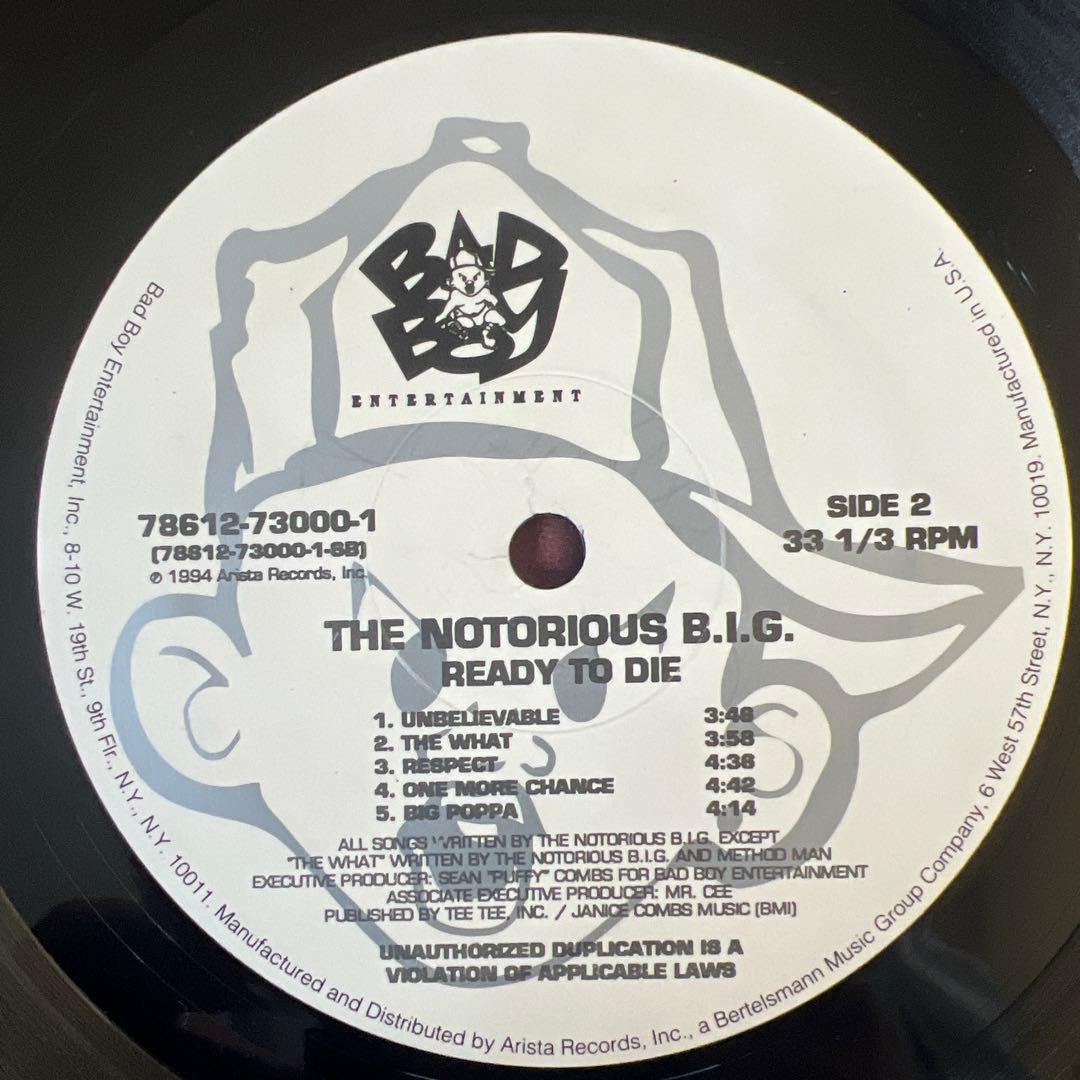 BAD BOY
ENTERTAINMENT
78612-73000-1
(78612-73000-1-SB)
℗ 1994 Arista Records, Inc.
SIDE 2
33 1/3 RPM
THE NOTORIOUS B.I.G.
READY TO DIE
1. UNBELIEVABLE 3:48
2. THE WHAT 3:58
3. RESPECT 4:36
4. ONE MORE CHANCE 4:42
5. BIG POPPA 4:14
ALL SONGS WRITTEN BY THE NOTORIOUS B.I.G. EXCEPT
"THE WHAT" WRITTEN BY THE NOTORIOUS B.I.G. AND METHOD MAN
EXECUTIVE PRODUCER: SEAN "PUFFY" COMBS FOR BAD BOY ENTERTAINMENT
ASSOCIATE EXECUTIVE PRODUCER: MR. CEE
PUBLISHED BY TEE TEE, INC. / JANICE COMBS MUSIC (BMI)
UNAUTHORIZED DUPLICATION IS A
VIOLATION OF APPLICABLE LAWS
Bad Boy Entertainment, Inc., 8-10 W. 19th St., 9th Flr., N.Y., N.Y. 10011. Manufactured and Distributed by Arista Records, Inc., a Bertelsmann Music Group Company, 6 West 57th Street, N.Y., N.Y. 10019. Manufactured in U.S.A.